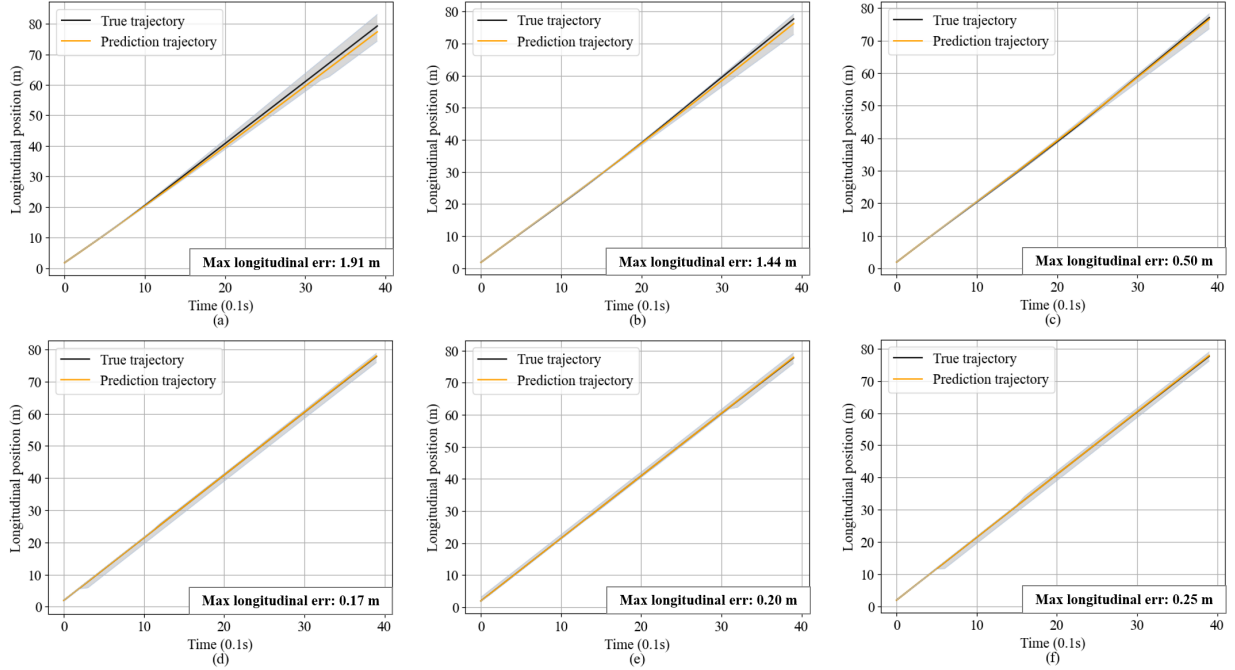 True trajectory
Prediction trajectory
Longitudinal position (m)
80
70
60
50
40
30
20
10
0
Max longitudinal err: 1.91 m
0 10 20 30 40
Time (0.1s)
(a)
True trajectory
Prediction trajectory
Longitudinal position (m)
80
70
60
50
40
30
20
10
0
Max longitudinal err: 1.44 m
0 10 20 30 40
Time (0.1s)
(b)
True trajectory
Prediction trajectory
Longitudinal position (m)
80
70
60
50
40
30
20
10
0
Max longitudinal err: 0.50 m
0 10 20 30 40
Time (0.1s)
(c)
True trajectory
Prediction trajectory
Longitudinal position (m)
80
70
60
50
40
30
20
10
0
Max longitudinal err: 0.17 m
0 10 20 30 40
Time (0.1s)
(d)
True trajectory
Prediction trajectory
Longitudinal position (m)
80
70
60
50
40
30
20
10
0
Max longitudinal err: 0.20 m
0 10 20 30 40
Time (0.1s)
(e)
True trajectory
Prediction trajectory
Longitudinal position (m)
80
70
60
50
40
30
20
10
0
Max longitudinal err: 0.25 m
0 10 20 30 40
Time (0.1s)
(f)